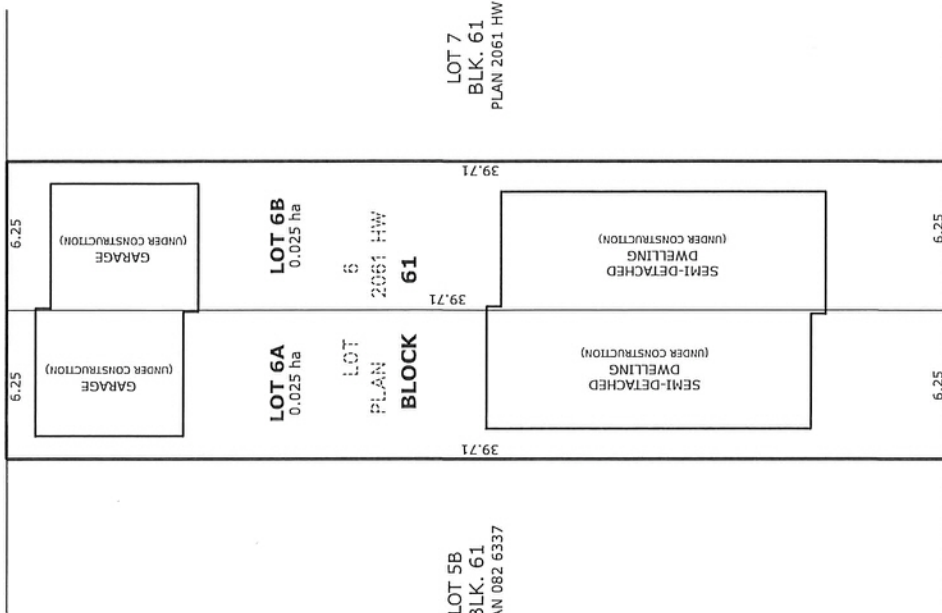 LOT 7
BLK. 61
PLAN 2061 HW
39.71
6.25
GARAGE
(UNDER CONSTRUCTION)
LOT 6B
0.025 ha
SEMI-DETACHED
DWELLING
(UNDER CONSTRUCTION)
6.25
39.71
LOT 6
PLAN 2061 HW
BLOCK 61
6.25
GARAGE
(UNDER CONSTRUCTION)
LOT 6A
0.025 ha
SEMI-DETACHED
DWELLING
(UNDER CONSTRUCTION)
6.25
39.71
LOT 5B
BLK. 61
AN 082 6337